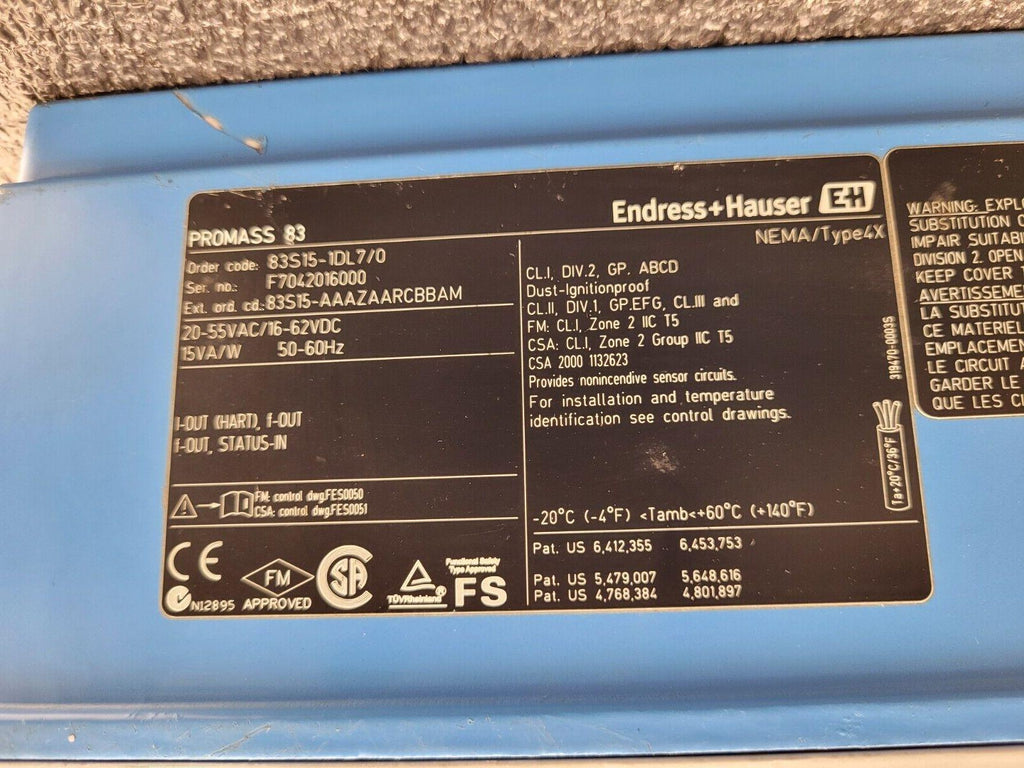 Endress+Hauser EH
PROMASS 83
NEMA/Type4X
Order code: 83S15-1DL7/0
Ser. no.: F7042016000
Ext. ord. cd.: 83S15-AAAZAARCBBAM
20-55VAC/16-62VDC
15VA/W 50-60Hz
I-OUT (HART), f-OUT
f-OUT, STATUS-IN
FM: control dwg.FES0050
CSA: control dwg.FES0051
CE
FM
APPROVED
N12895
CSA
TÜVRheinland
Functional Safety
Type Approved
FS
CL.I, DIV.2, GP. ABCD
Dust-Ignitionproof
CL.II, DIV.1, GP.EFG, CL.III and
FM: CL.I, Zone 2 IIC T5
CSA: CL.I, Zone 2 Group IIC T5
CSA 2000 1132623
Provides nonincendive sensor circuits.
For installation and temperature
identification see control drawings.
-20°C (-4°F) <Tamb<+60°C (+140°F)
Pat. US 6,412,355 6,453,753
Pat. US 5,479,007 5,648,616
Pat. US 4,768,384 4,801,897
319470-0003S
Ta+20°C/36°F
WARNING: EXPLO
SUBSTITUTION O
IMPAIR SUITABI
DIVISION 2. OPEN
KEEP COVER
AVERTISSEME
LA SUBSTITUT
CE MATERIEL
EMPLACEMEN
LE CIRCUIT A
GARDER LE
QUE LES CI